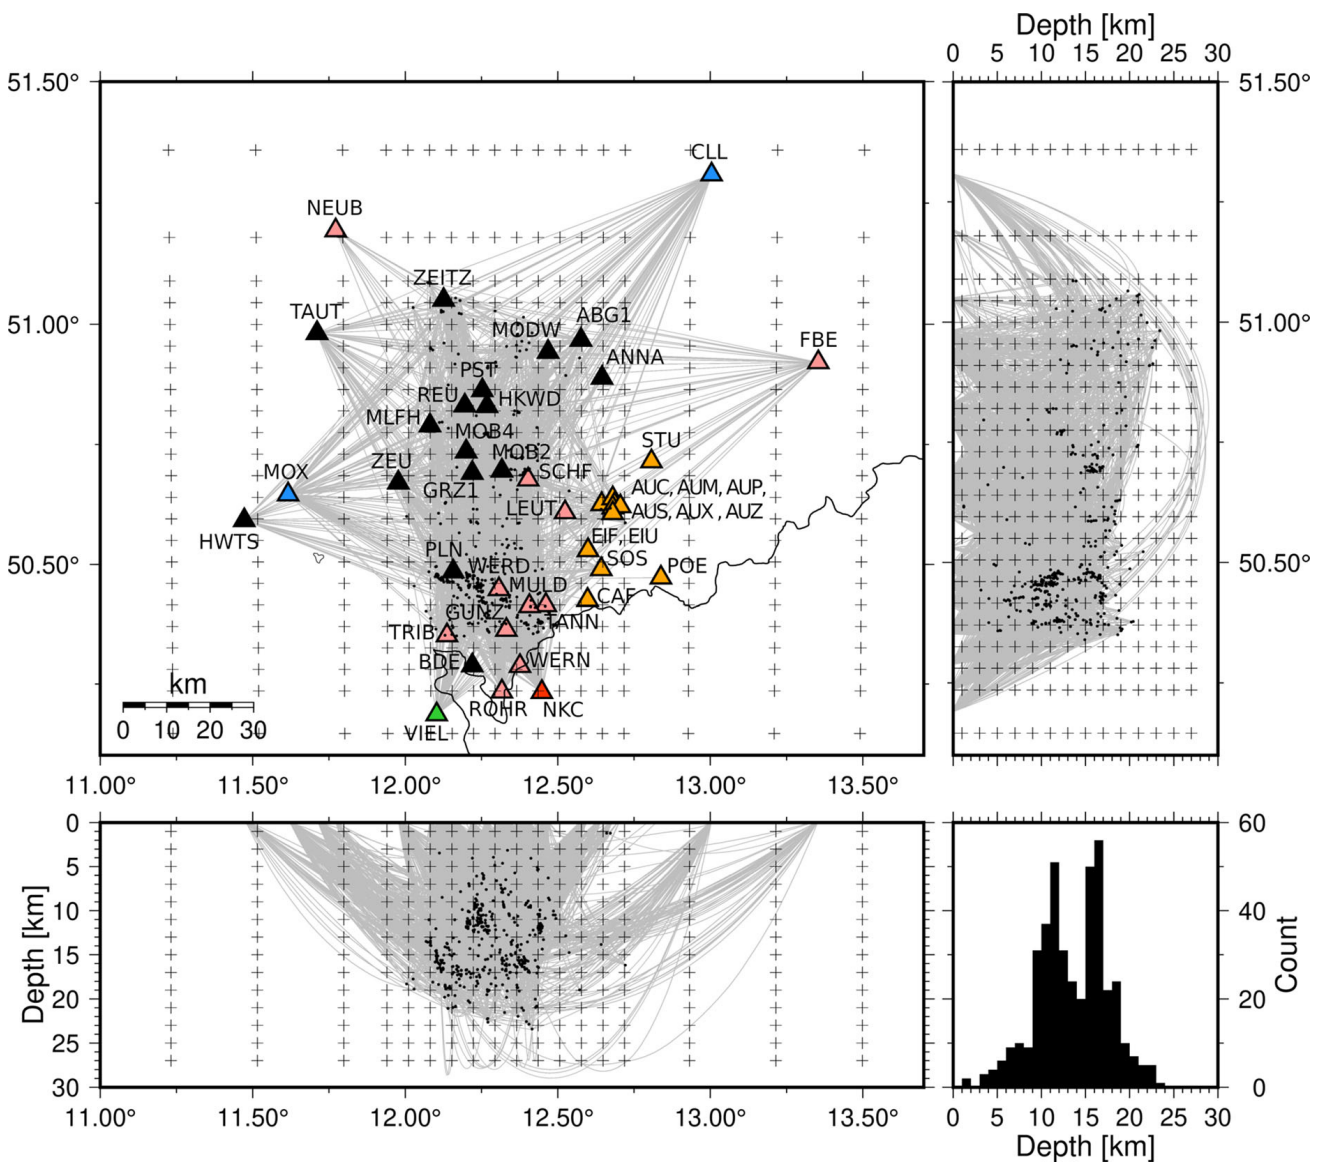 Depth [km]
0 5 10 15 20 25 30
51.50° 51.50°
CLL
NEUB
ZEITZ
TAUT ABG1
51.00° MODW 51.00°
FBE
ANNA
PST
REU HKWD
MLFH
MOB4
STU
MOB2
MOX ZEU SCHF
GRZ1 AUC, AUM, AUP,
LEUT AUS, AUX , AUZ
HWTS EIF, EIU
PLN
50.50° WERD SOS POE 50.50°
MULD
GUNZ CAF
TRIB TANN
BDE WERN
km
ROHR NKC
0 10 20 30 VIEL
11.00° 11.50° 12.00° 12.50° 13.00° 13.50°
0 60
5
10 40
Depth [km] 15 Count
20 20
25
30 0
11.00° 11.50° 12.00° 12.50° 13.00° 13.50° 0 5 10 15 20 25 30
Depth [km]